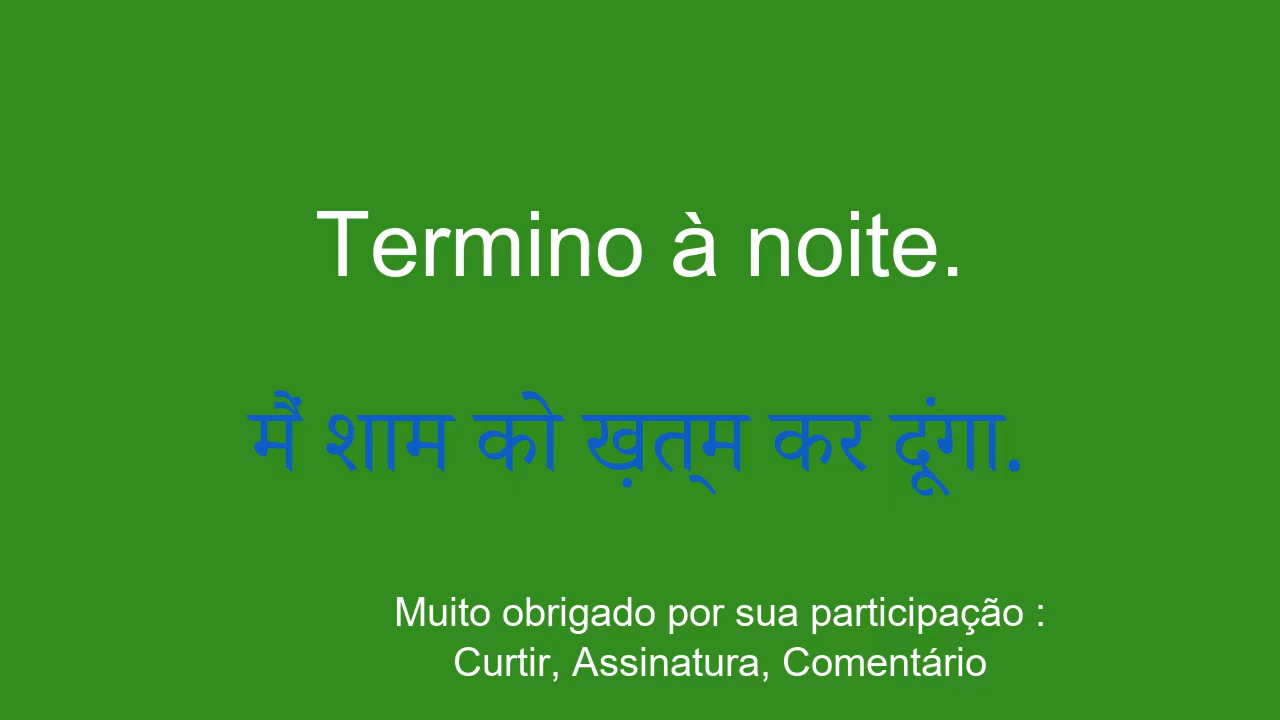 Termino à noite.
मैं शाम को ख़त्म कर दूंगा.
Muito obrigado por sua participação :
Curtir, Assinatura, Comentário